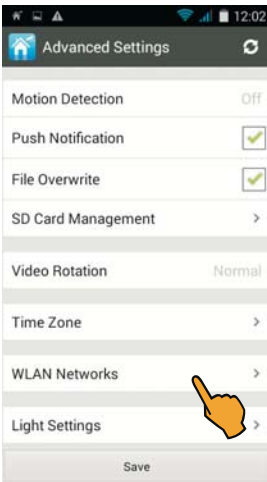 12:02
Advanced Settings
Motion Detection Off
Push Notification
File Overwrite
SD Card Management
Video Rotation Normal
Time Zone
WLAN Networks
Light Settings
Save